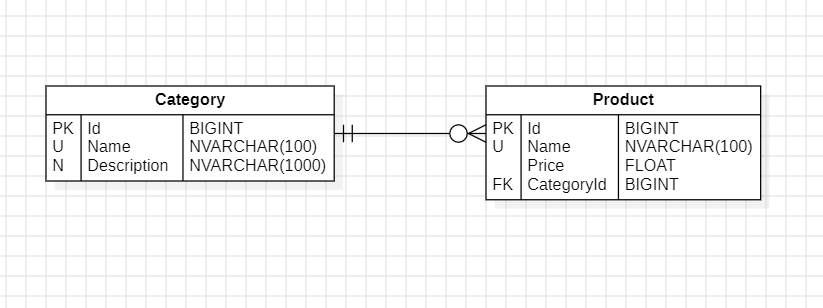 Category
PK Id BIGINT
U Name NVARCHAR(100)
N Description NVARCHAR(1000)
Product
PK Id BIGINT
U Name NVARCHAR(100)
Price FLOAT
FK CategoryId BIGINT